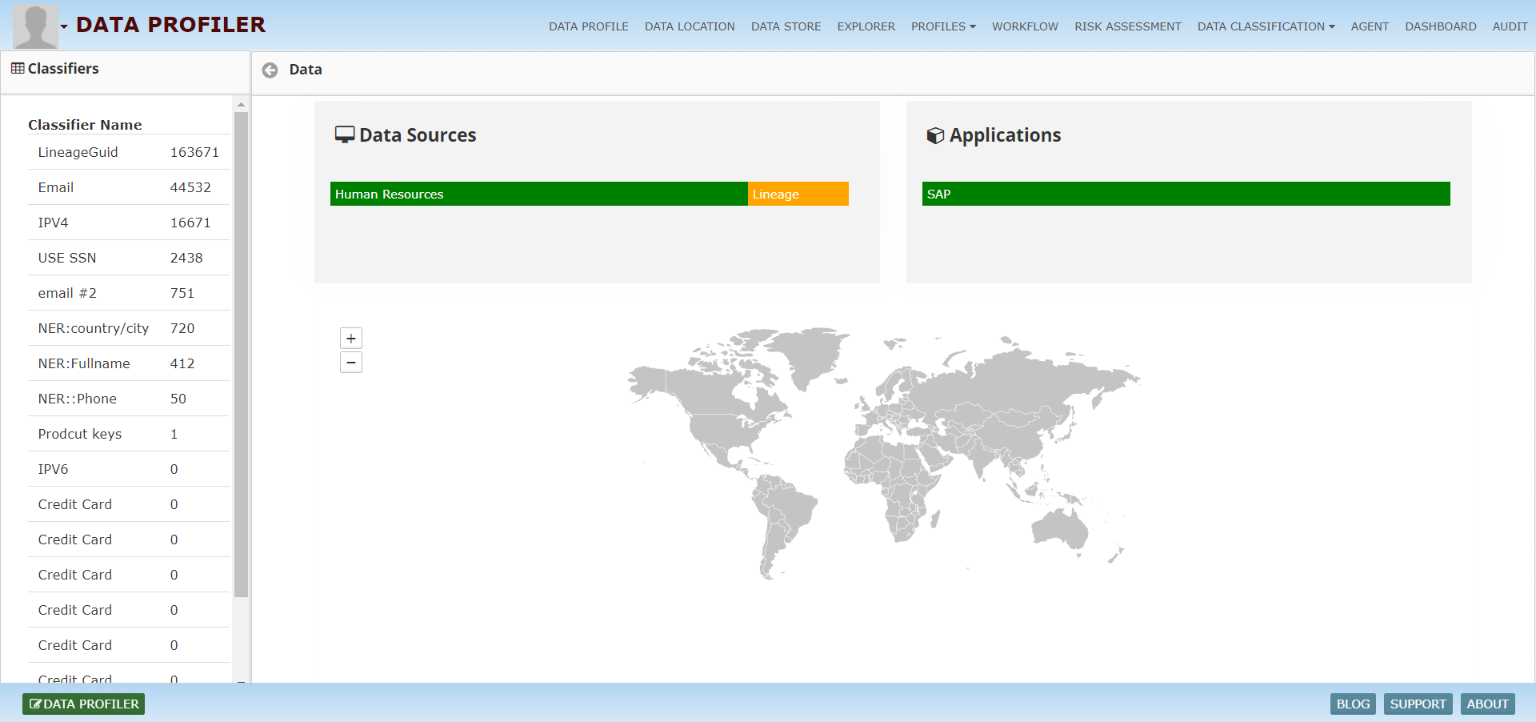 DATA PROFILER
DATA PROFILE DATA LOCATION DATA STORE EXPLORER PROFILES WORKFLOW RISK ASSESSMENT DATA CLASSIFICATION AGENT DASHBOARD AUDIT
Classifiers
Data
Classifier Name
LineageGuid 163671
Email 44532
IPV4 16671
USE SSN 2438
email #2 751
NER:country/city 720
NER:Fullname 412
NER::Phone 50
Prodcut keys 1
IPV6 0
Credit Card 0
Credit Card 0
Credit Card 0
Credit Card 0
Credit Card 0
Credit Card 0
Data Sources
Human Resources Lineage
Applications
SAP
+
−
DATA PROFILER
BLOG SUPPORT ABOUT